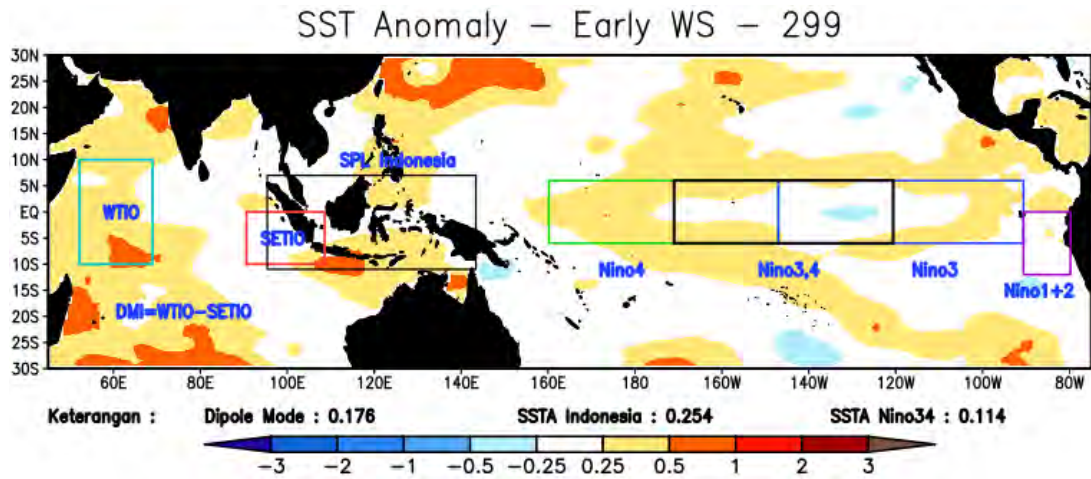 SST Anomaly - Early WS - 299
30N
25N
20N
15N
10N
5N
EQ
5S
10S
15S
20S
25S
30S
SPL Indonesia
WTIO
SETIO
Nino4
Nino3,4
Nino3
Nino1+2
DMI=WTIO-SETIO
60E 80E 100E 120E 140E 160E 180 160W 140W 120W 100W 80W
Keterangan : Dipole Mode : 0.176 SSTA Indonesia : 0.254 SSTA Nino34 : 0.114
-3 -2 -1 -0.5 -0.25 0.25 0.5 1 2 3